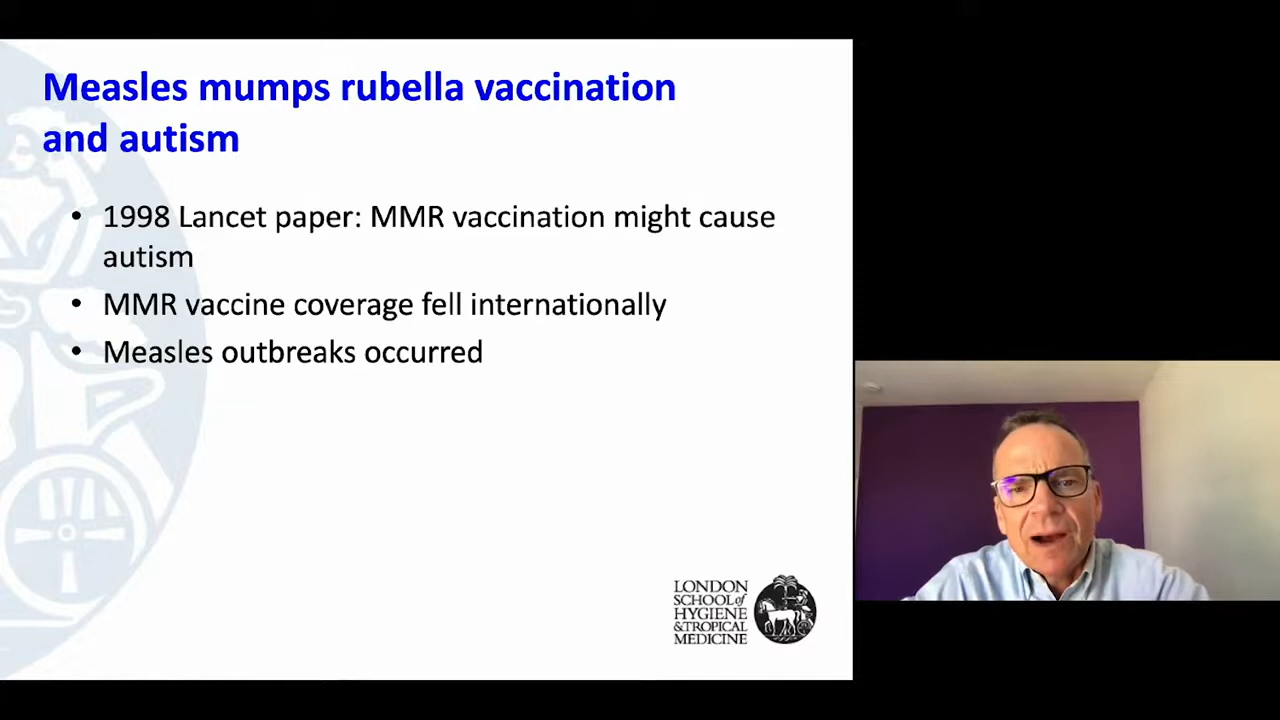 Measles mumps rubella vaccination
and autism
• 1998 Lancet paper: MMR vaccination might cause
autism
• MMR vaccine coverage fell internationally
• Measles outbreaks occurred
LONDON
SCHOOL of
HYGIENE
& TROPICAL
MEDICINE